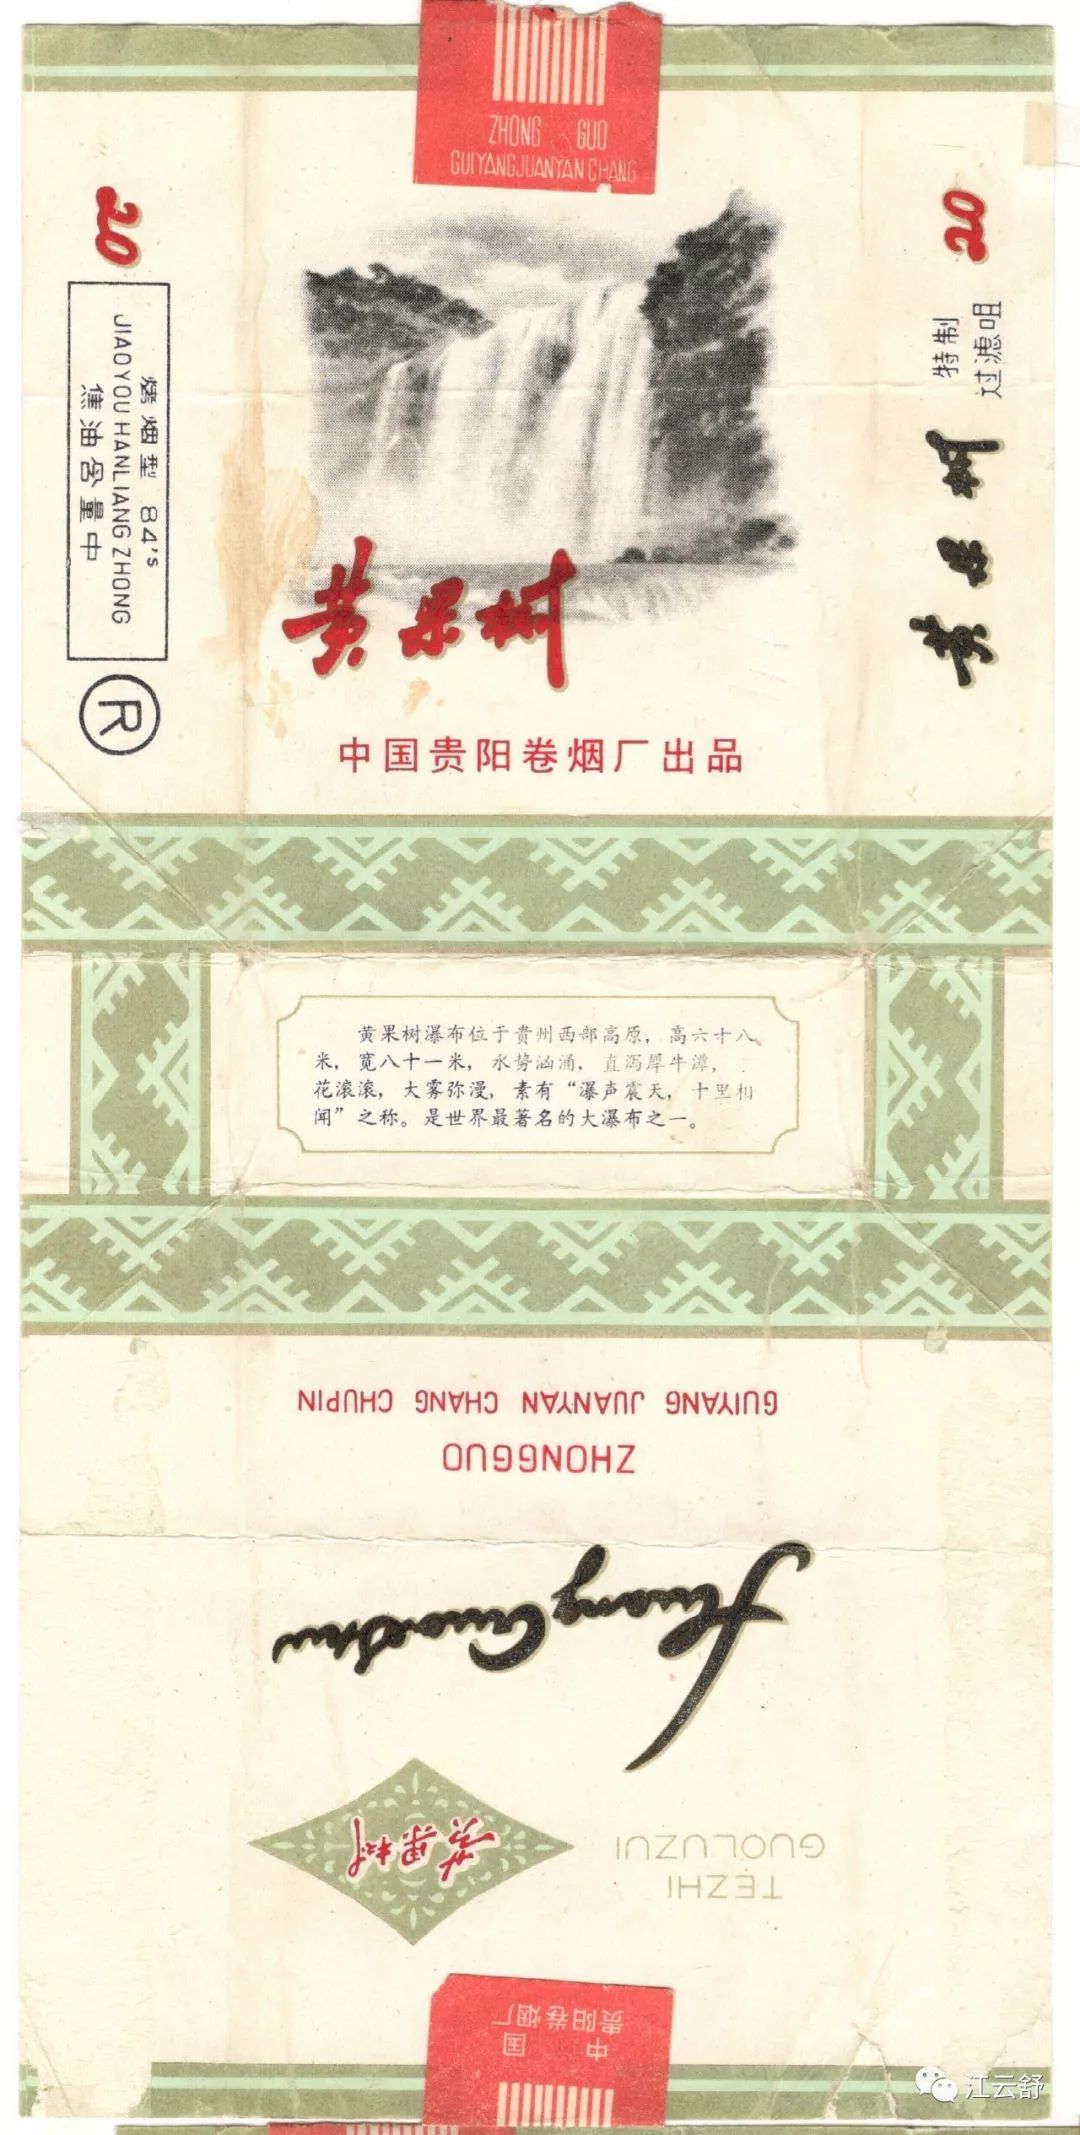 ZHONG GUO
GUIYANGJUANYAN CHANG
20
烤烟型 84's
JIAOYOU HANLIANG ZHONG
焦油含量中
R
20
特制
过滤咀
黄果树
黄果树
中国贵阳卷烟厂出品
黄果树瀑布位于贵州西部高原，高六十八
米，宽八十一米，水势汹涌，直泻犀牛潭，
花滚滚，大雾弥漫，素有“瀑声震天，十里相
闻”之称。是世界最著名的大瀑布之一。
GUIYANG JUANYAN CHANG CHUPIN
ZHONGGUO
HuangGuoshu
黄果树
TEZHI
GUOLUZUI
中国
贵阳卷烟厂
江云舒